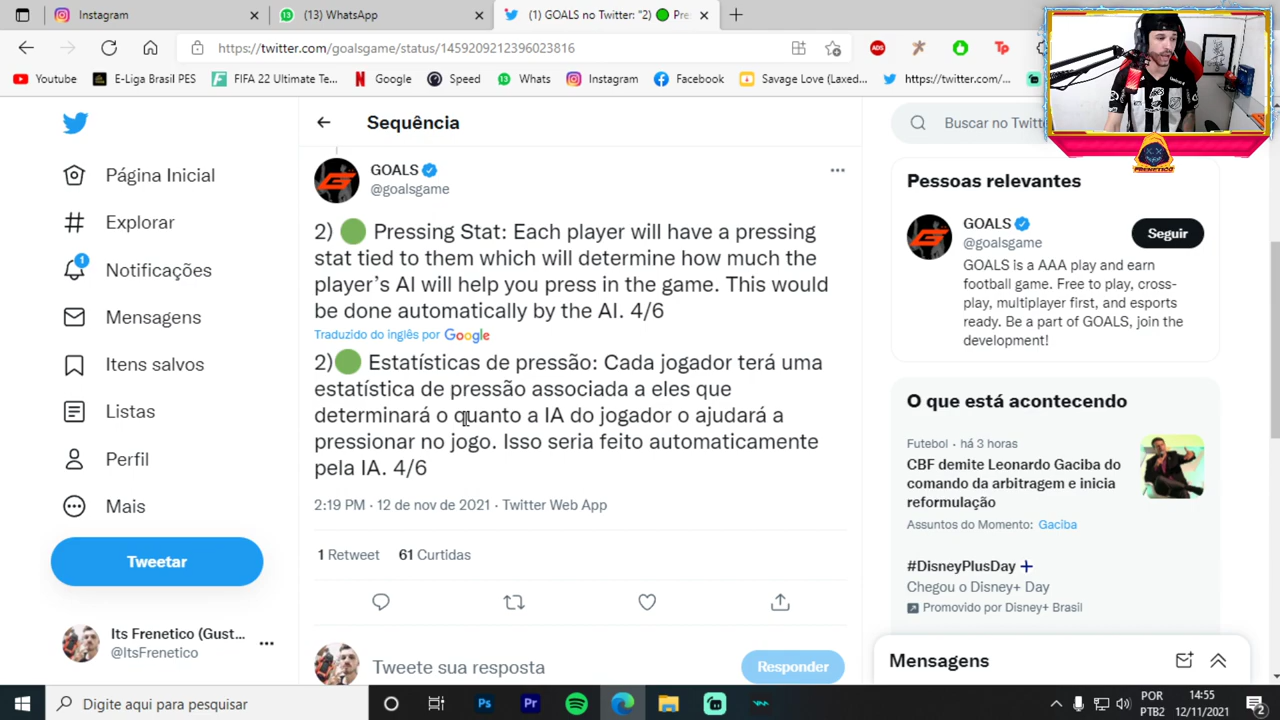 Instagram
(13) WhatsApp
(1) GOALS no Twitter: "2) 🟢 Pre
https://twitter.com/goalsgame/status/1459209212396023816
ADS
Tp
Youtube
E-Liga Brasil PES
FIFA 22 Ultimate Te...
Google
Speed
Whats
Instagram
Facebook
Savage Love (Laxed...
https://twitter.com/...
FRENETICO
Sequência
Buscar no Twitt
Página Inicial
Explorar
1
Notificações
Mensagens
Itens salvos
Listas
Perfil
Mais
Tweetar
Its Frenetico (Gust...
@ItsFrenetico
GOALS
@goalsgame
2) 🟢 Pressing Stat: Each player will have a pressing
stat tied to them which will determine how much the
player's AI will help you press in the game. This would
be done automatically by the AI. 4/6
Traduzido do inglês por Google
2)🟢 Estatísticas de pressão: Cada jogador terá uma
estatística de pressão associada a eles que
determinará o quanto a IA do jogador o ajudará a
pressionar no jogo. Isso seria feito automaticamente
pela IA. 4/6
2:19 PM · 12 de nov de 2021 · Twitter Web App
1 Retweet 61 Curtidas
Tweete sua resposta
Responder
Pessoas relevantes
GOALS
@goalsgame
Seguir
GOALS is a AAA play and earn
football game. Free to play, cross-
play, multiplayer first, and esports
ready. Be a part of GOALS, join the
development!
O que está acontecendo
Futebol · há 3 horas
CBF demite Leonardo Gaciba do
comando da arbitragem e inicia
reformulação
Assuntos do Momento: Gaciba
#DisneyPlusDay
Chegou o Disney+ Day
Promovido por Disney+ Brasil
Mensagens
Digite aqui para pesquisar
Ps
Pr
POR
PTB2
14:55
12/11/2021
2